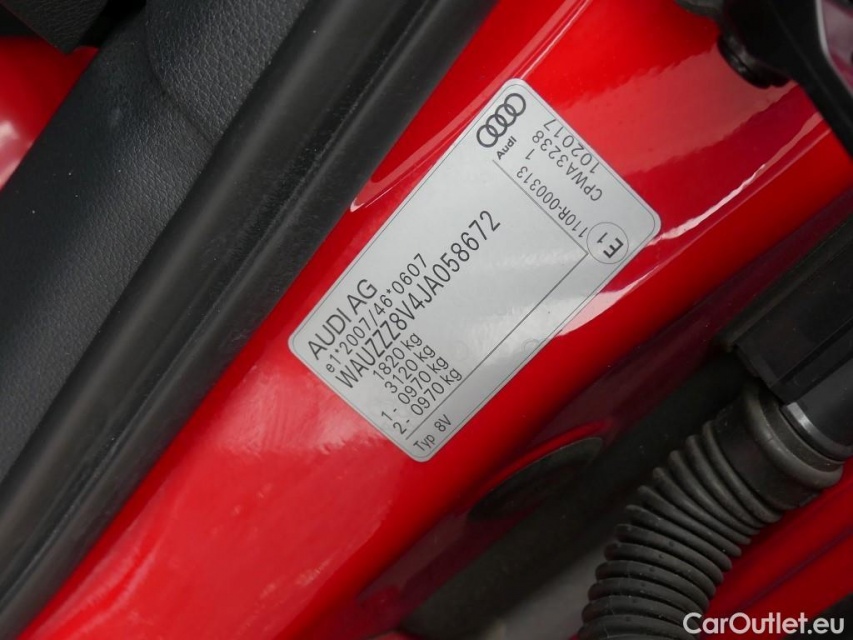 Audi
AUDI AG
e1*2007/46*0607
WAUZZZ8V4JA058672
1820 kg
3120 kg
1- 0970 kg
2- 0970 kg
Typ 8V
110R-000313 1
CPWA3238
102017
E1
CarOutlet.eu